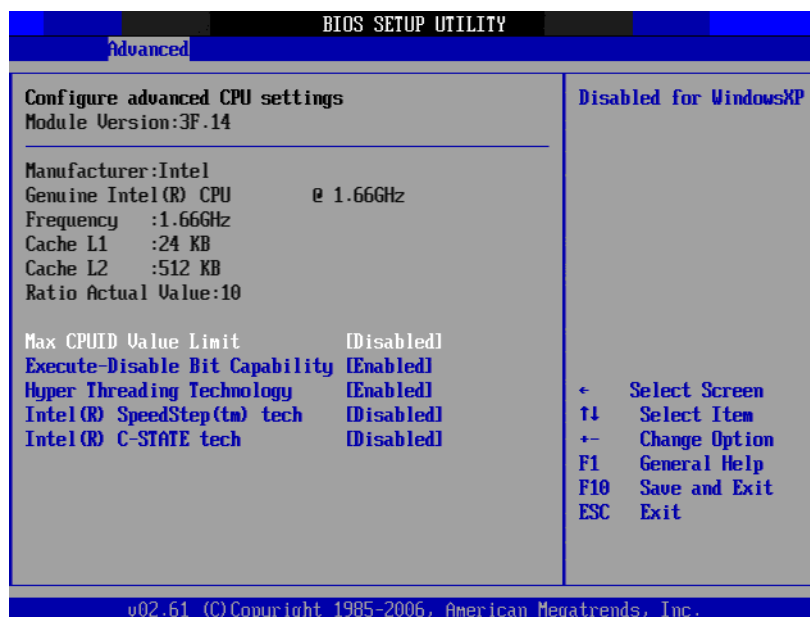 BIOS SETUP UTILITY
Advanced
Configure advanced CPU settings
Module Version:3F.14
Manufacturer:Intel
Genuine Intel(R) CPU @ 1.66GHz
Frequency :1.66GHz
Cache L1 :24 KB
Cache L2 :512 KB
Ratio Actual Value:10
Max CPUID Value Limit [Disabled]
Execute-Disable Bit Capability [Enabled]
Hyper Threading Technology [Enabled]
Intel(R) SpeedStep(tm) tech [Disabled]
Intel(R) C-STATE tech [Disabled]
Disabled for WindowsXP
← Select Screen
↑↓ Select Item
+- Change Option
F1 General Help
F10 Save and Exit
ESC Exit
v02.61 (C)Copyright 1985-2006, American Megatrends, Inc.